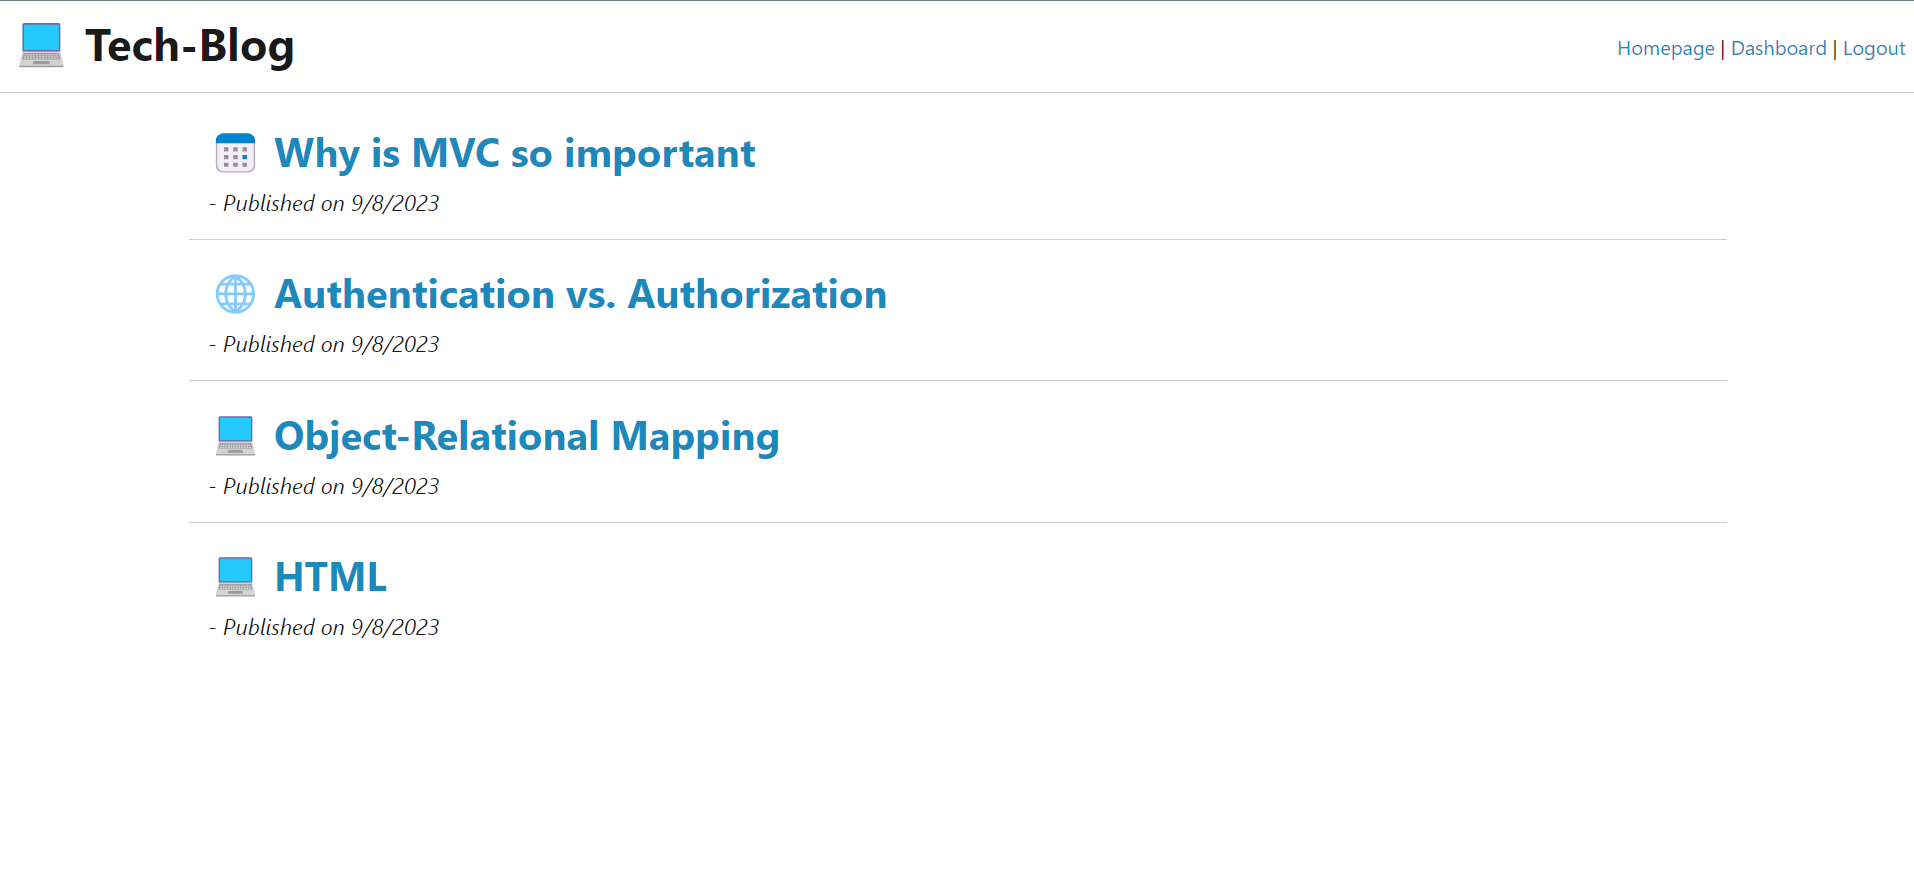 Tech-Blog
Homepage | Dashboard | Logout
Why is MVC so important
- Published on 9/8/2023
Authentication vs. Authorization
- Published on 9/8/2023
Object-Relational Mapping
- Published on 9/8/2023
HTML
- Published on 9/8/2023